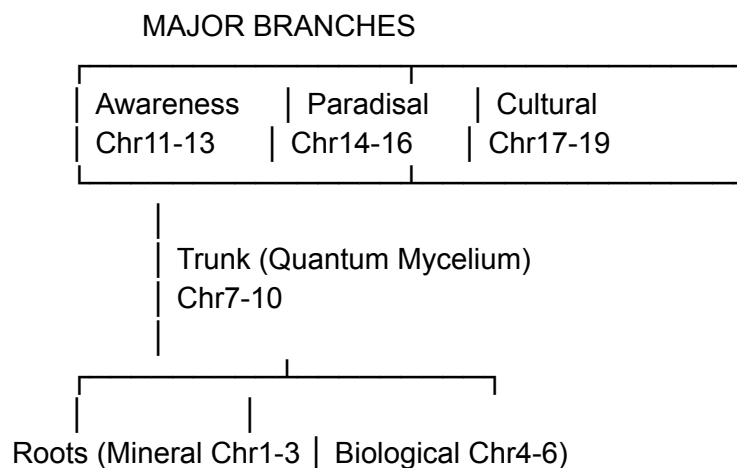 MAJOR BRANCHES
│ Awareness │ Paradisal │ Cultural
│ Chr11-13 │ Chr14-16 │ Chr17-19
│ Trunk (Quantum Mycelium)
│ Chr7-10
Roots (Mineral Chr1-3 │ Biological Chr4-6)